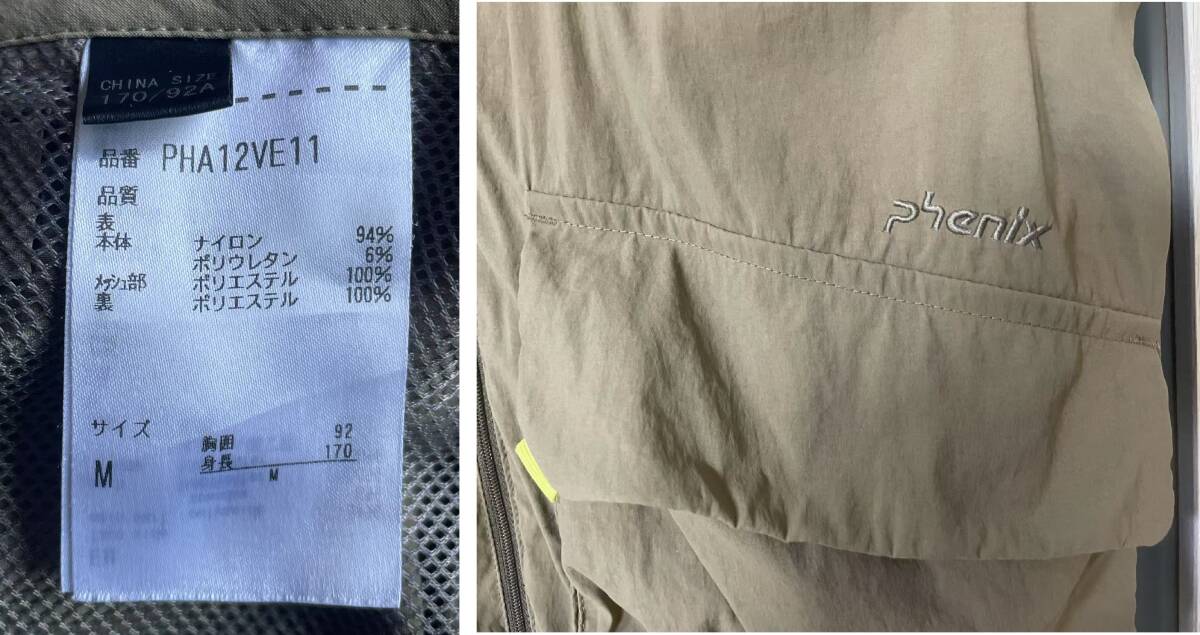 CHINA SIZE
170/92A
品番 PHA12VE11
品質
表
本体 ナイロン 94%
ポリウレタン 6%
メッシュ部 ポリエステル 100%
裏 ポリエステル 100%
サイズ
M
胸囲 92
身長 170
M
phenix